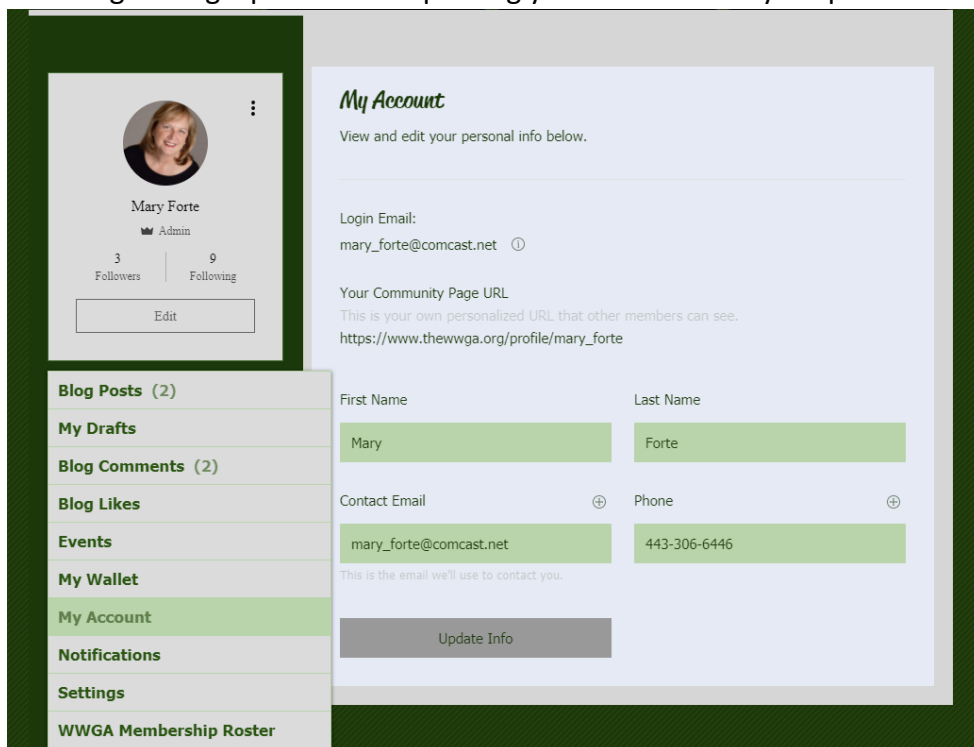 Mary Forte
Admin
3 9
Followers Following
Edit
Blog Posts (2)
My Drafts
Blog Comments (2)
Blog Likes
Events
My Wallet
My Account
Notifications
Settings
WWGA Membership Roster
My Account
View and edit your personal info below.
Login Email:
mary_forte@comcast.net
Your Community Page URL
This is your own personalized URL that other members can see.
https://www.thewwga.org/profile/mary_forte
First Name Last Name
Mary Forte
Contact Email Phone
mary_forte@comcast.net 443-306-6446
This is the email we'll use to contact you.
Update Info